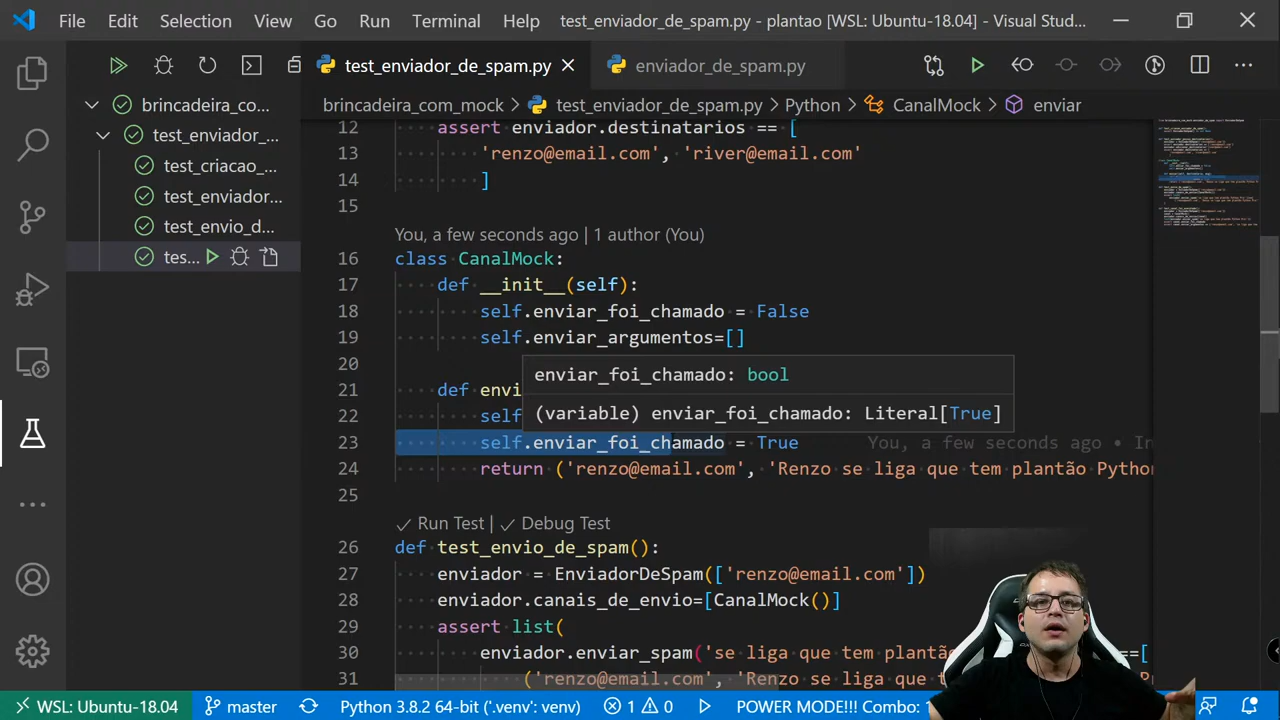 File Edit Selection View Go Run Terminal Help test_enviador_de_spam.py - plantao [WSL: Ubuntu-18.04] - Visual Stud...
test_enviador_de_spam.py enviador_de_spam.py
brincadeira_co...
test_enviador_...
test_criacao_...
test_enviador...
test_envio_d...
tes...
brincadeira_com_mock > test_enviador_de_spam.py > Python > CanalMock > enviar
12 assert enviador.destinatarios == [
13 'renzo@email.com', 'river@email.com'
14 ]
15
You, a few seconds ago | 1 author (You)
16 class CanalMock:
17 def __init__(self):
18 self.enviar_foi_chamado = False
19 self.enviar_argumentos=[]
20
enviar_foi_chamado: bool
21 def envi
(variable) enviar_foi_chamado: Literal[True]
22 self
23 self.enviar_foi_chamado = True You, a few seconds ago • In
24 return ('renzo@email.com', 'Renzo se liga que tem plantão Python
25
Run Test | Debug Test
26 def test_envio_de_spam():
27 enviador = EnviadorDeSpam(['renzo@email.com'])
28 enviador.canais_de_envio=[CanalMock()]
29 assert list(
30 enviador.enviar_spam('se liga que tem plantão ==[
31 ('renzo@email.com', 'Renzo se liga que tem plan
WSL: Ubuntu-18.04 master Python 3.8.2 64-bit ('.venv': venv) 1 0 POWER MODE!!! Combo: